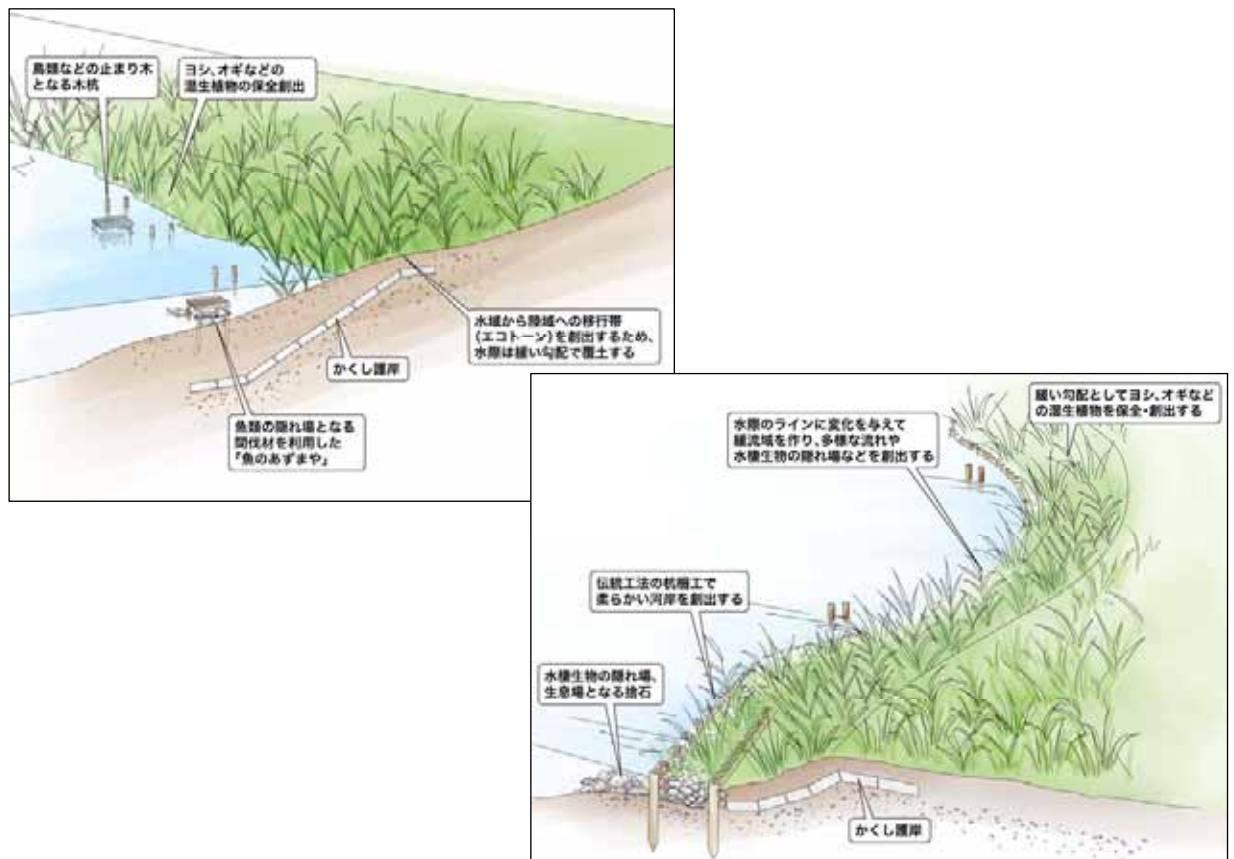 鳥類などの止まり木
となる木杭
ヨシ、オギなどの
湿生植物の保全創出
水域から陸域への移行帯
(エコトーン)を創出するため、
水際は緩い勾配で覆土する
かくし護岸
魚類の隠れ場となる
間伐材を利用した
「魚のあずまや」
緩い勾配としてヨシ、オギなど
の湿生植物を保全・創出する
水際のラインに変化を与えて
緩流域を作り、多様な流れや
水棲生物の隠れ場などを創出する
伝統工法の杭柵工で
柔らかい河岸を創出する
水棲生物の隠れ場、
生息場となる捨石
かくし護岸